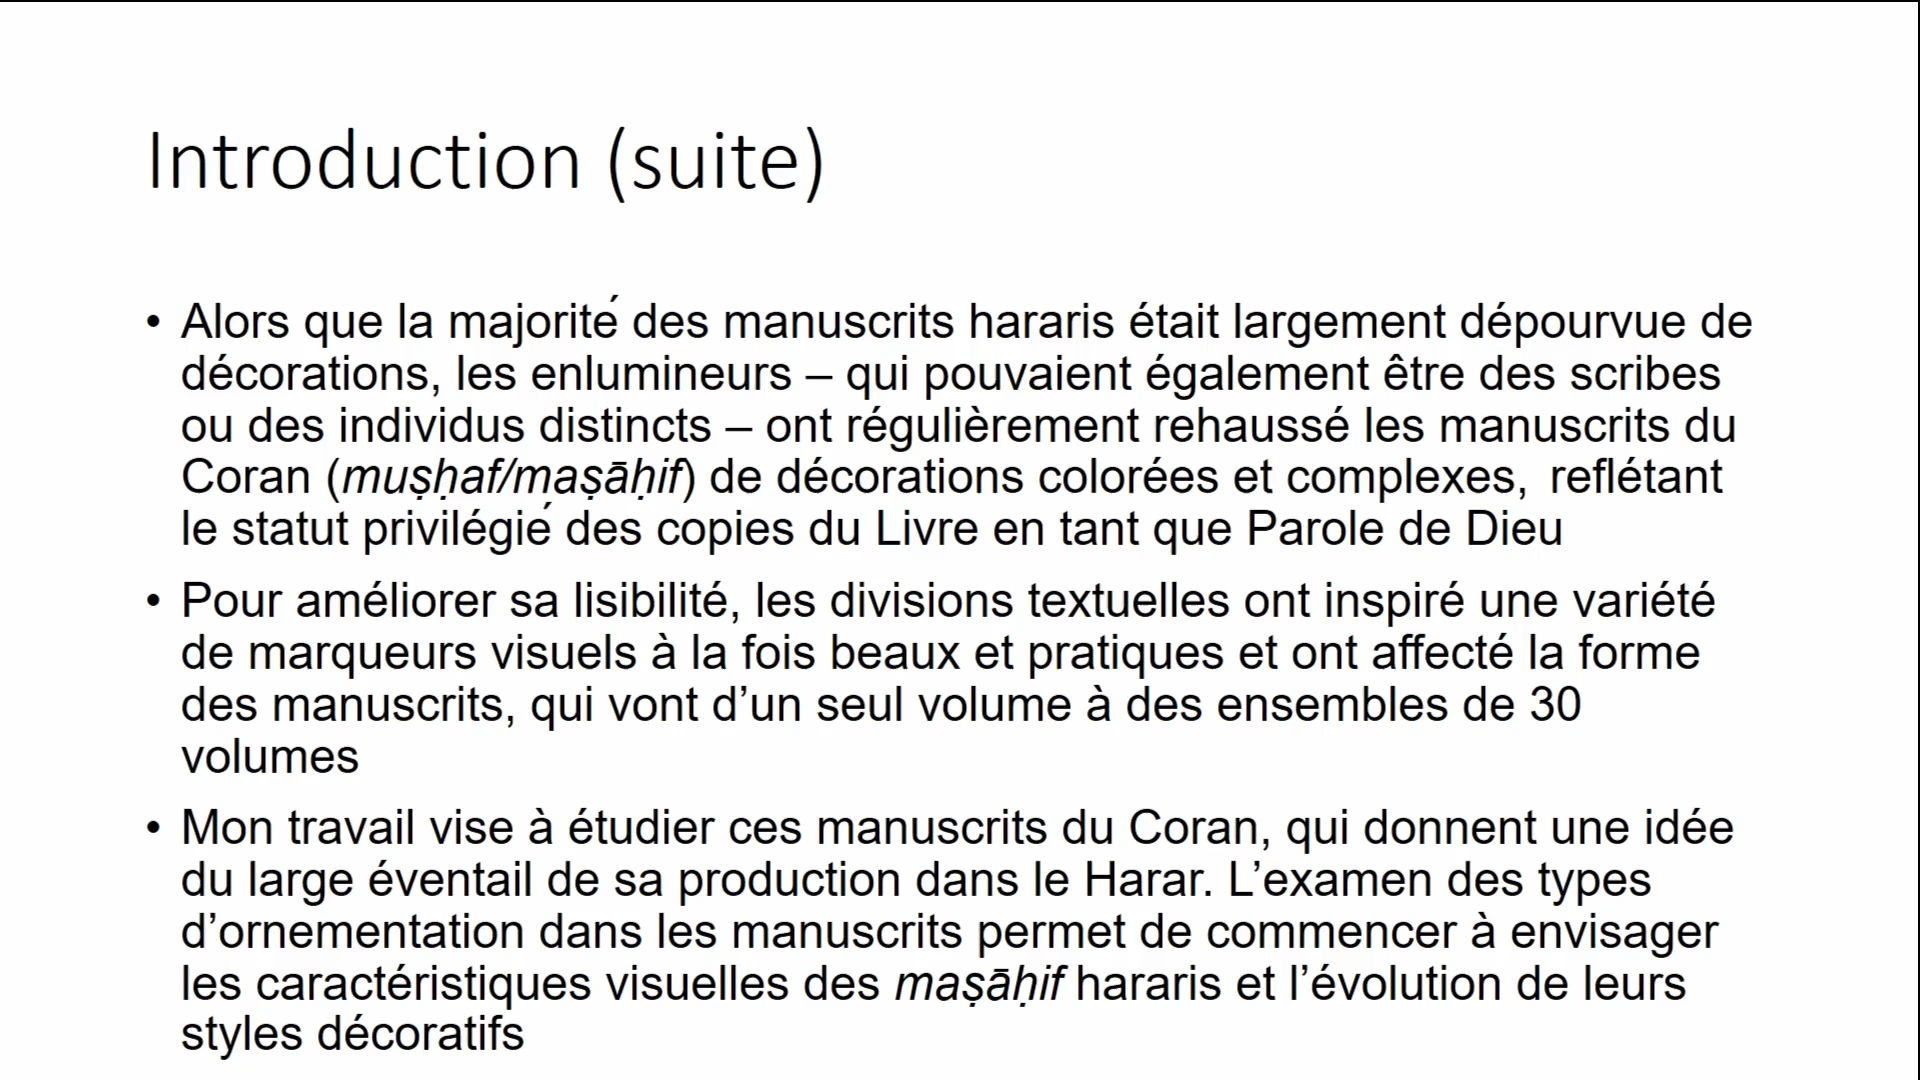 Introduction (suite)
• Alors que la majorité des manuscrits hararis était largement dépourvue de
décorations, les enlumineurs – qui pouvaient également être des scribes
ou des individus distincts – ont régulièrement rehaussé les manuscrits du
Coran (muṣḥaf/maṣāḥif) de décorations colorées et complexes, reflétant
le statut privilégié des copies du Livre en tant que Parole de Dieu
• Pour améliorer sa lisibilité, les divisions textuelles ont inspiré une variété
de marqueurs visuels à la fois beaux et pratiques et ont affecté la forme
des manuscrits, qui vont d’un seul volume à des ensembles de 30
volumes
• Mon travail vise à étudier ces manuscrits du Coran, qui donnent une idée
du large éventail de sa production dans le Harar. L’examen des types
d’ornementation dans les manuscrits permet de commencer à envisager
les caractéristiques visuelles des maṣāḥif hararis et l’évolution de leurs
styles décoratifs